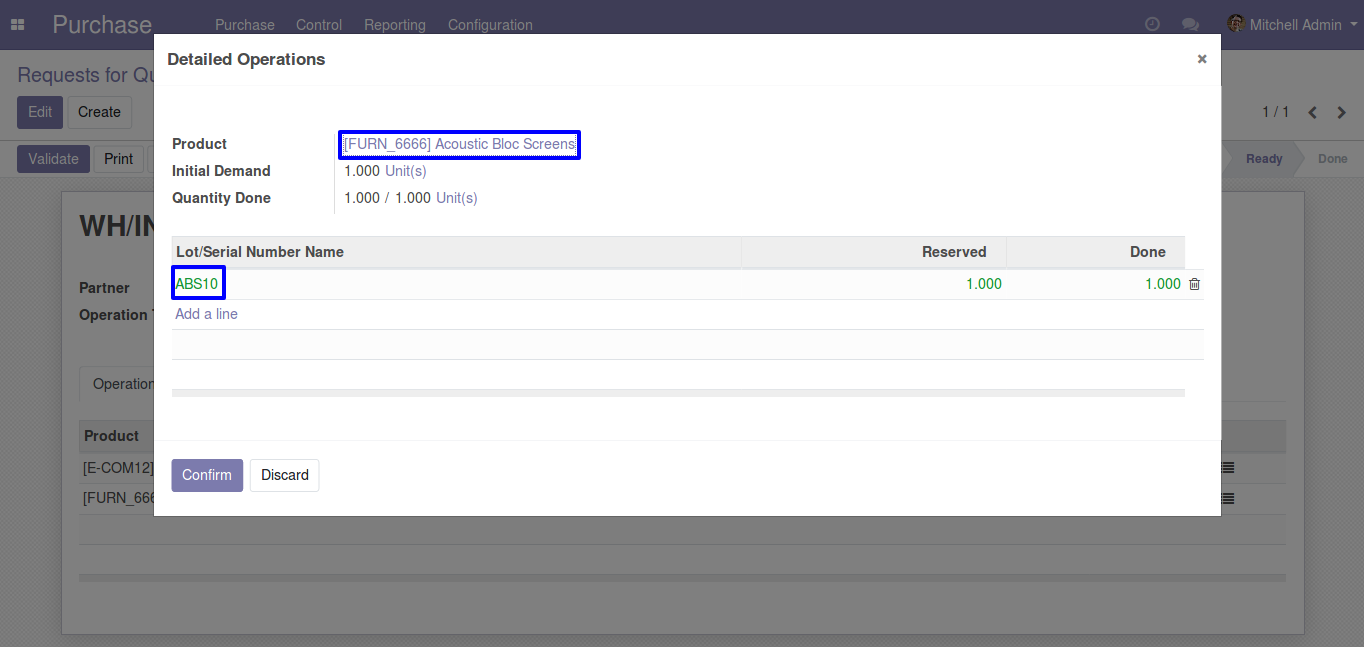 Purchase Purchase Control Reporting Configuration Mitchell Admin
Detailed Operations ×
Requests for Qu
Edit Create 1 / 1
Product [FURN_6666] Acoustic Bloc Screens
Validate Print Ready Done
Initial Demand 1.000 Unit(s)
Quantity Done 1.000 / 1.000 Unit(s)
WH/IN
Lot/Serial Number Name Reserved Done
ABS10 1.000 1.000
Partner
Add a line
Operation
Operation
Product
[E-COM12]
Confirm Discard
[FURN_666